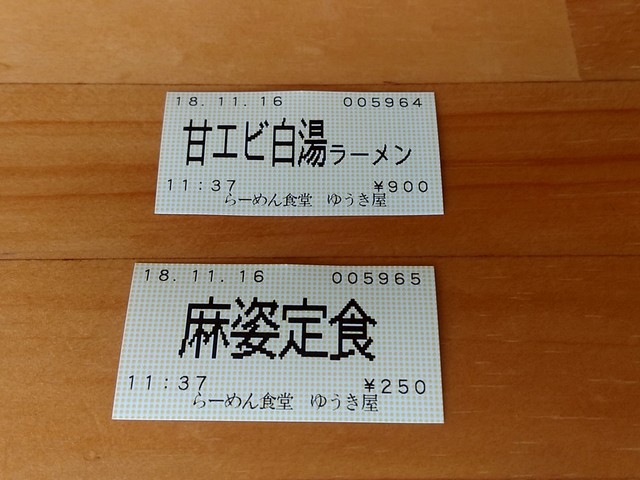 18.11.16 005964
甘エビ白湯ラーメン
11:37 ¥900
らーめん食堂 ゆうき屋
18.11.16 005965
麻姿定食
11:37 ¥250
らーめん食堂 ゆうき屋